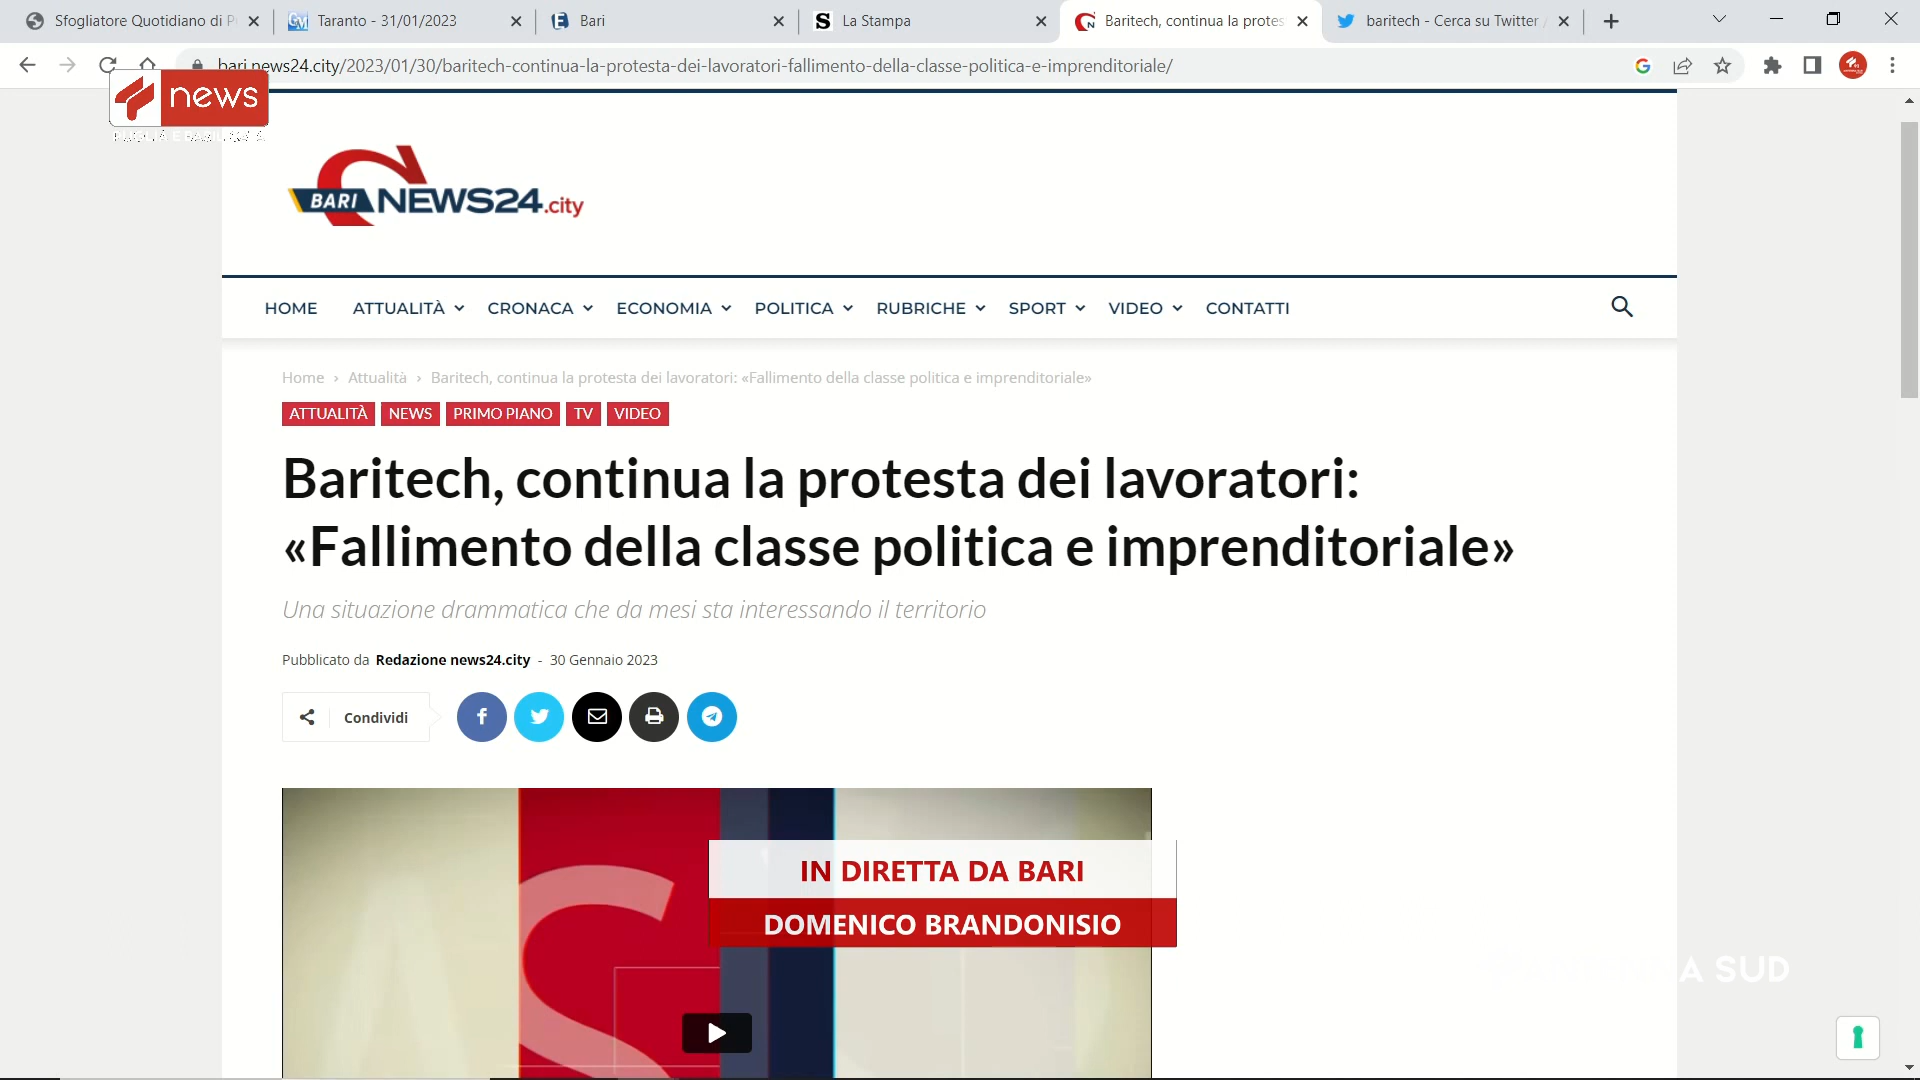 Sfogliatore Quotidiano di P
Taranto - 31/01/2023
Bari
La Stampa
Baritech, continua la protes
baritech - Cerca su Twitter /
bari.news24.city/2023/01/30/baritech-continua-la-protesta-dei-lavoratori-fallimento-della-classe-politica-e-imprenditoriale/
news
BARI NEWS24.city
HOME ATTUALITÀ CRONACA ECONOMIA POLITICA RUBRICHE SPORT VIDEO CONTATTI
Home › Attualità › Baritech, continua la protesta dei lavoratori: «Fallimento della classe politica e imprenditoriale»
ATTUALITÀ NEWS PRIMO PIANO TV VIDEO
Baritech, continua la protesta dei lavoratori:
«Fallimento della classe politica e imprenditoriale»
Una situazione drammatica che da mesi sta interessando il territorio
Pubblicato da Redazione news24.city - 30 Gennaio 2023
Condividi
IN DIRETTA DA BARI
DOMENICO BRANDONISIO
A SUD